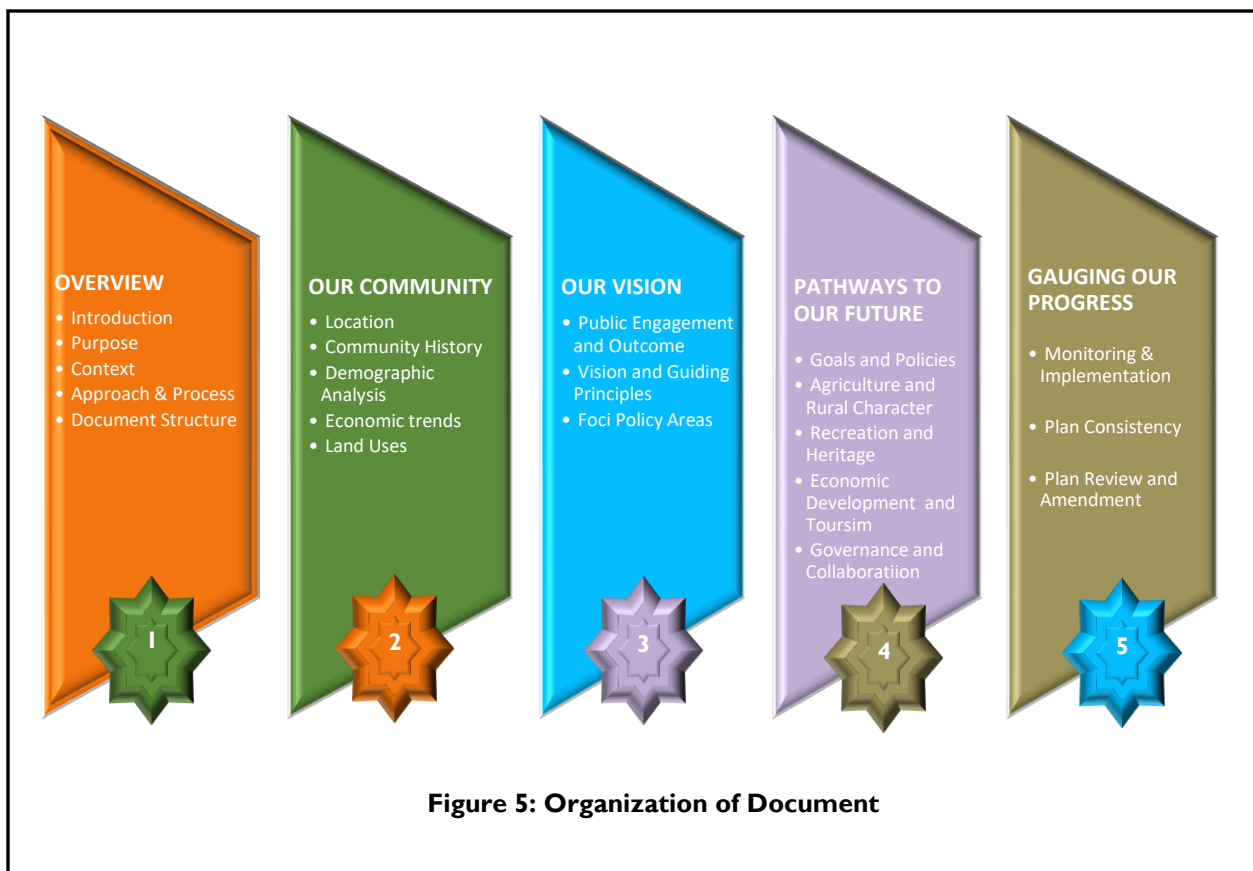 OVERVIEW
• Introduction
• Purpose
• Context
• Approach & Process
• Document Structure
1
OUR COMMUNITY
• Location
• Community History
• Demographic
Analysis
• Economic trends
• Land Uses
2
OUR VISION
• Public Engagement
and Outcome
• Vision and Guiding
Principles
• Foci Policy Areas
3
PATHWAYS TO
OUR FUTURE
• Goals and Policies
• Agriculture and
Rural Character
• Recreation and
Heritage
• Economic
Development and
Toursim
• Governance and
Collaboratiion
4
GAUGING OUR
PROGRESS
• Monitoring &
Implementation
• Plan Consistency
• Plan Review and
Amendment
5
Figure 5: Organization of Document